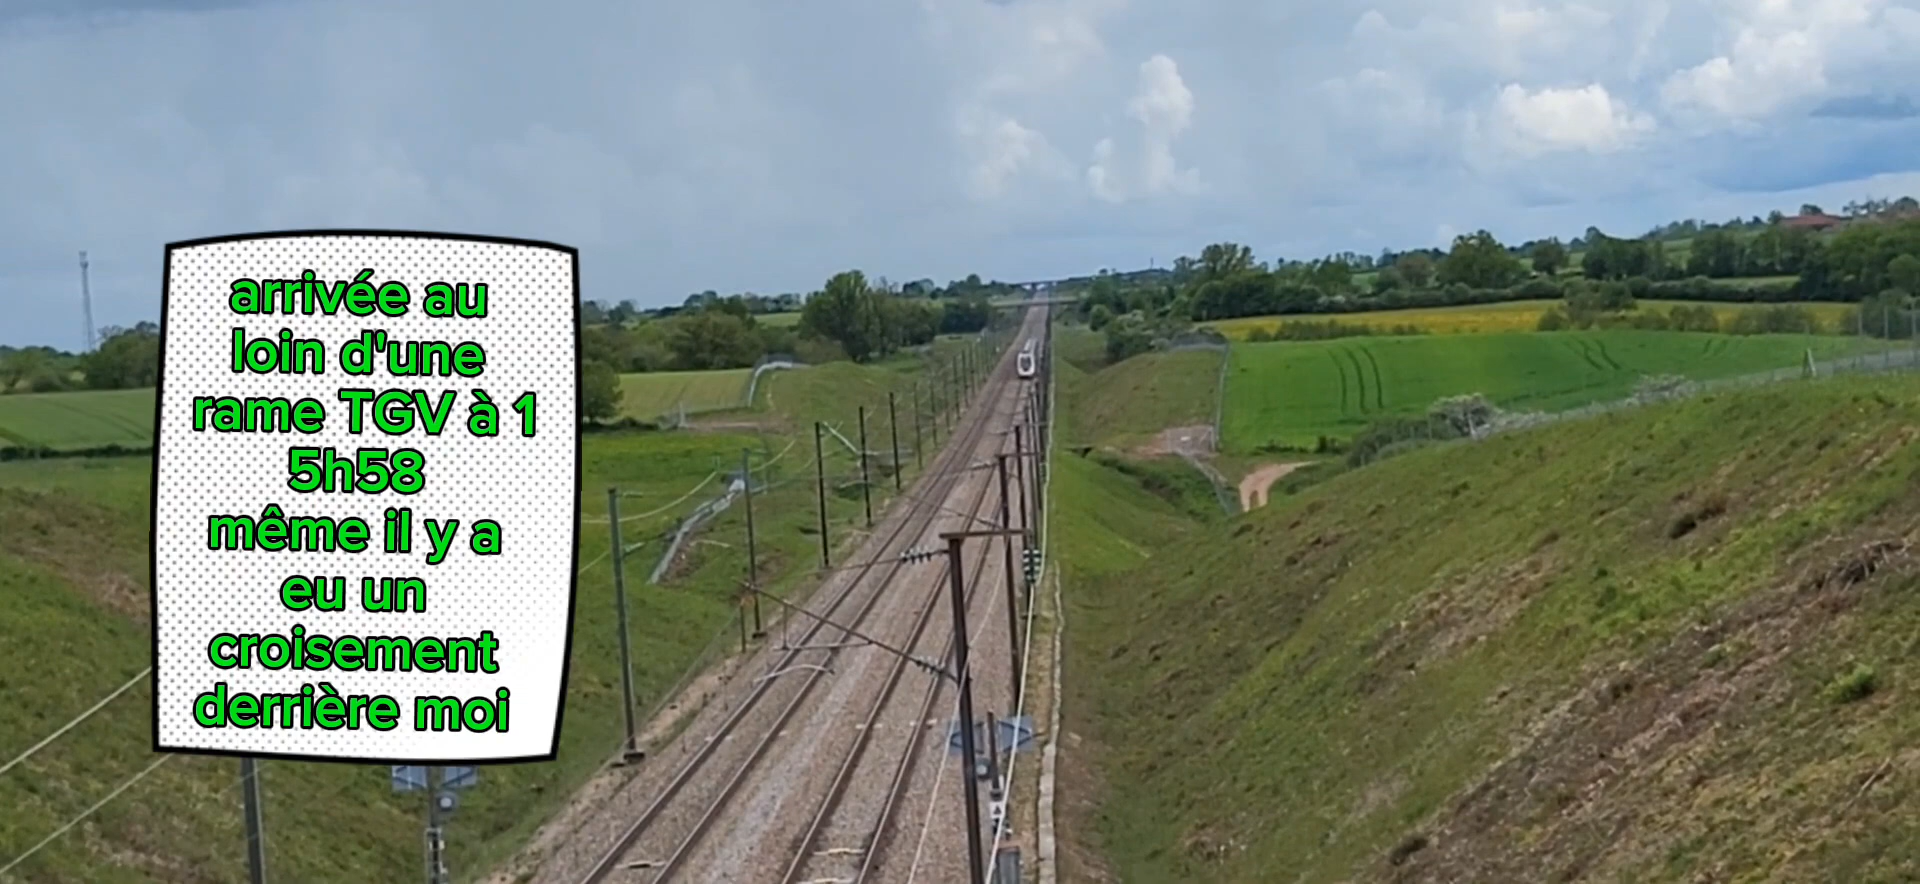 arrivée au
loin d'une
rame TGV à 1
5h58
même il y a
eu un
croisement
derrière moi